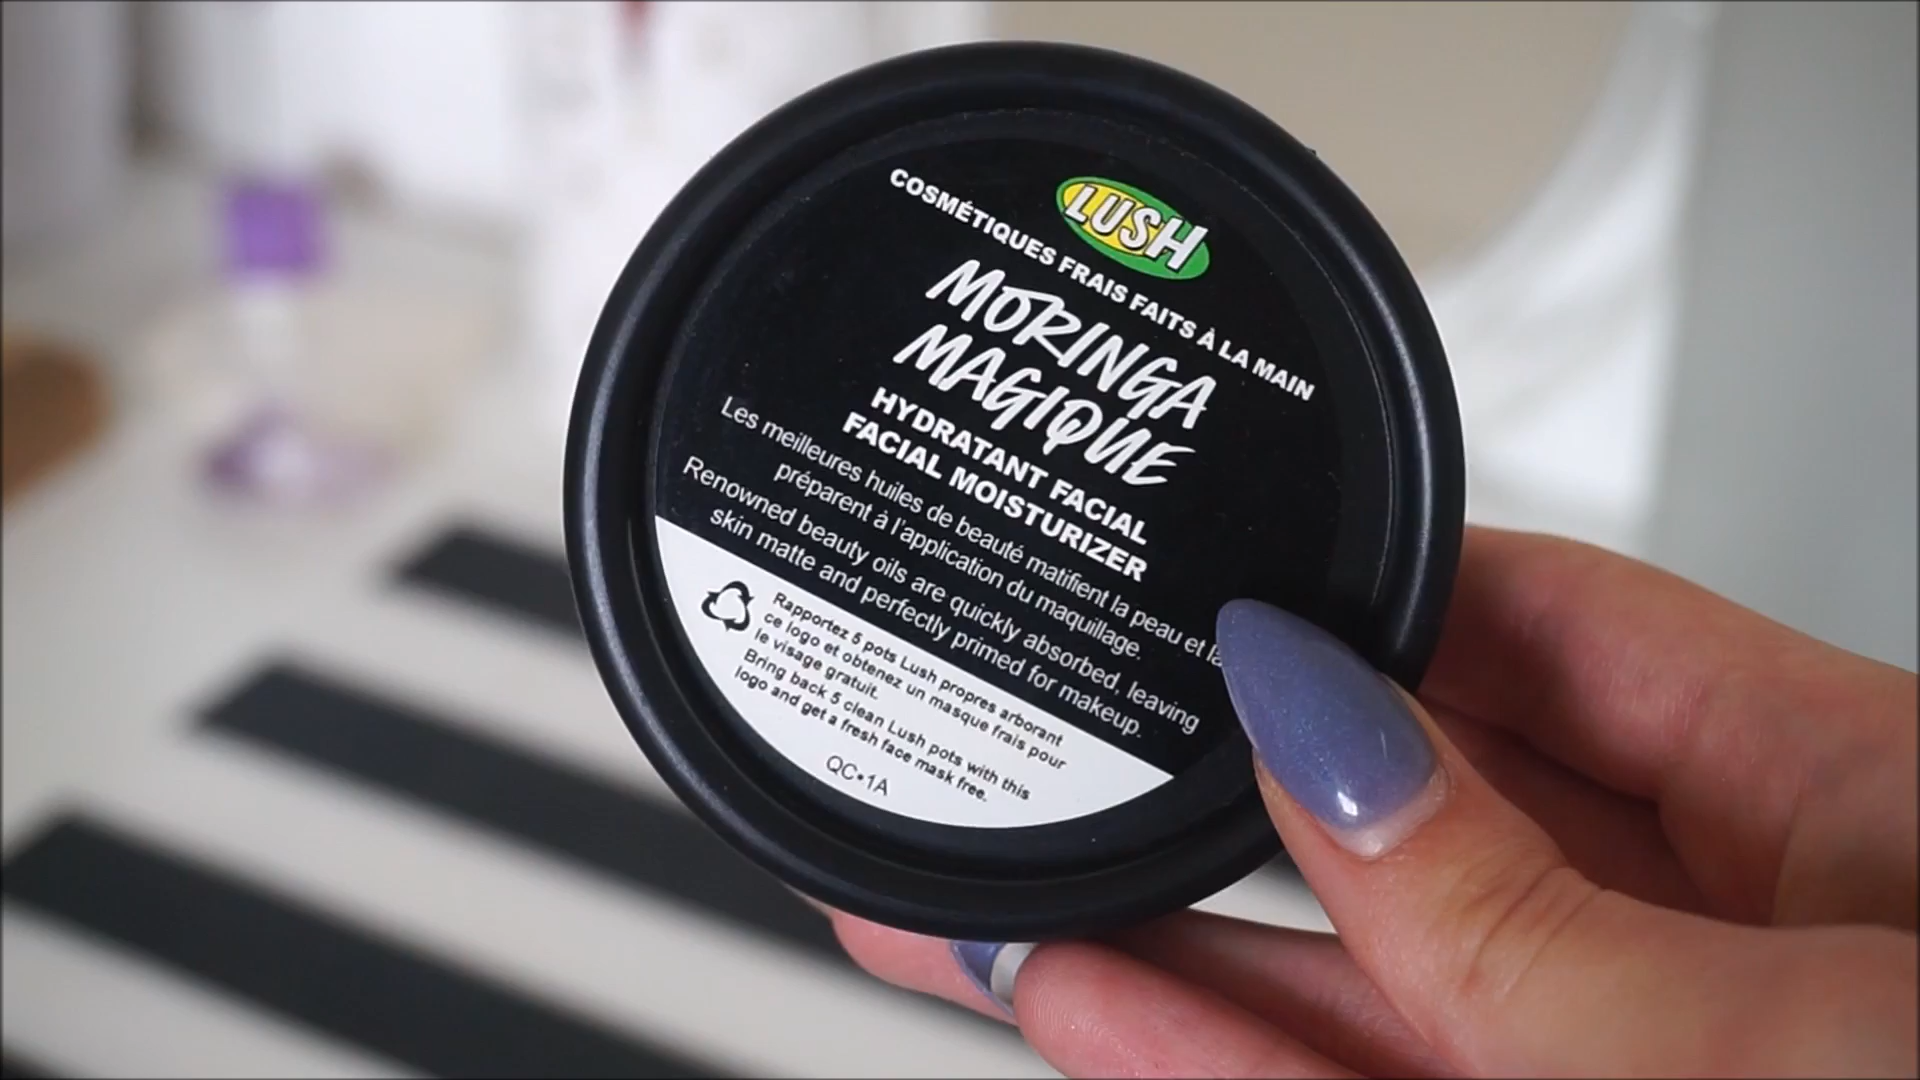 LUSH
COSMÉTIQUES FRAIS FAITS À LA MAIN
MORINGA
MAGIQUE
HYDRATANT FACIAL
FACIAL MOISTURIZER
Les meilleures huiles de beauté matifient la peau et la
préparent à l'application du maquillage.
Renowned beauty oils are quickly absorbed, leaving
skin matte and perfectly primed for makeup.
Rapportez 5 pots Lush propres arborant
ce logo et obtenez un masque frais pour
le visage gratuit.
Bring back 5 clean Lush pots with this
logo and get a fresh face mask free.
QC•1A